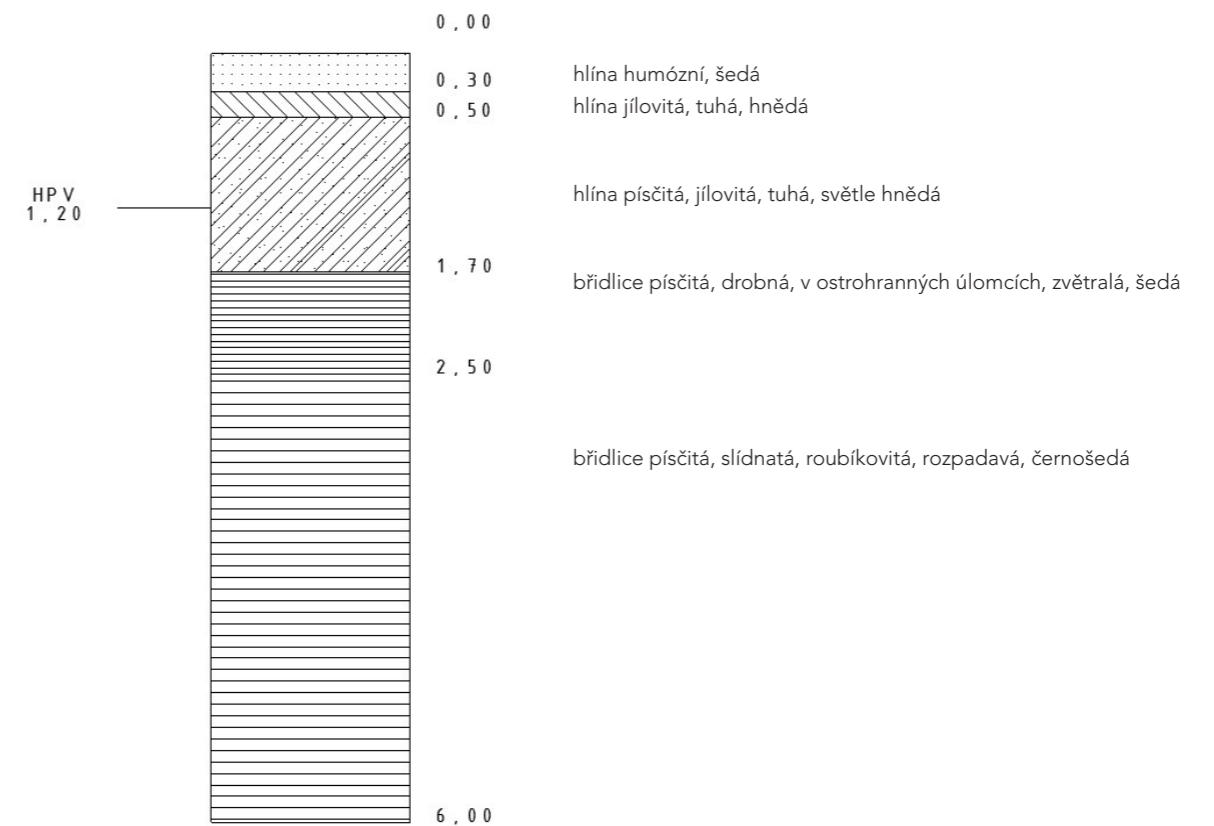 0,00
0,30 hlína humózní, šedá
0,50 hlína jílovitá, tuhá, hnědá
HPV
1,20
hlína písčitá, jílovitá, tuhá, světle hnědá
1,70
břidlice písčitá, drobná, v ostrohranných úlomcích, zvětralá, šedá
2,50
břidlice písčitá, slídnatá, roubíkovitá, rozpadavá, černošedá
6,00